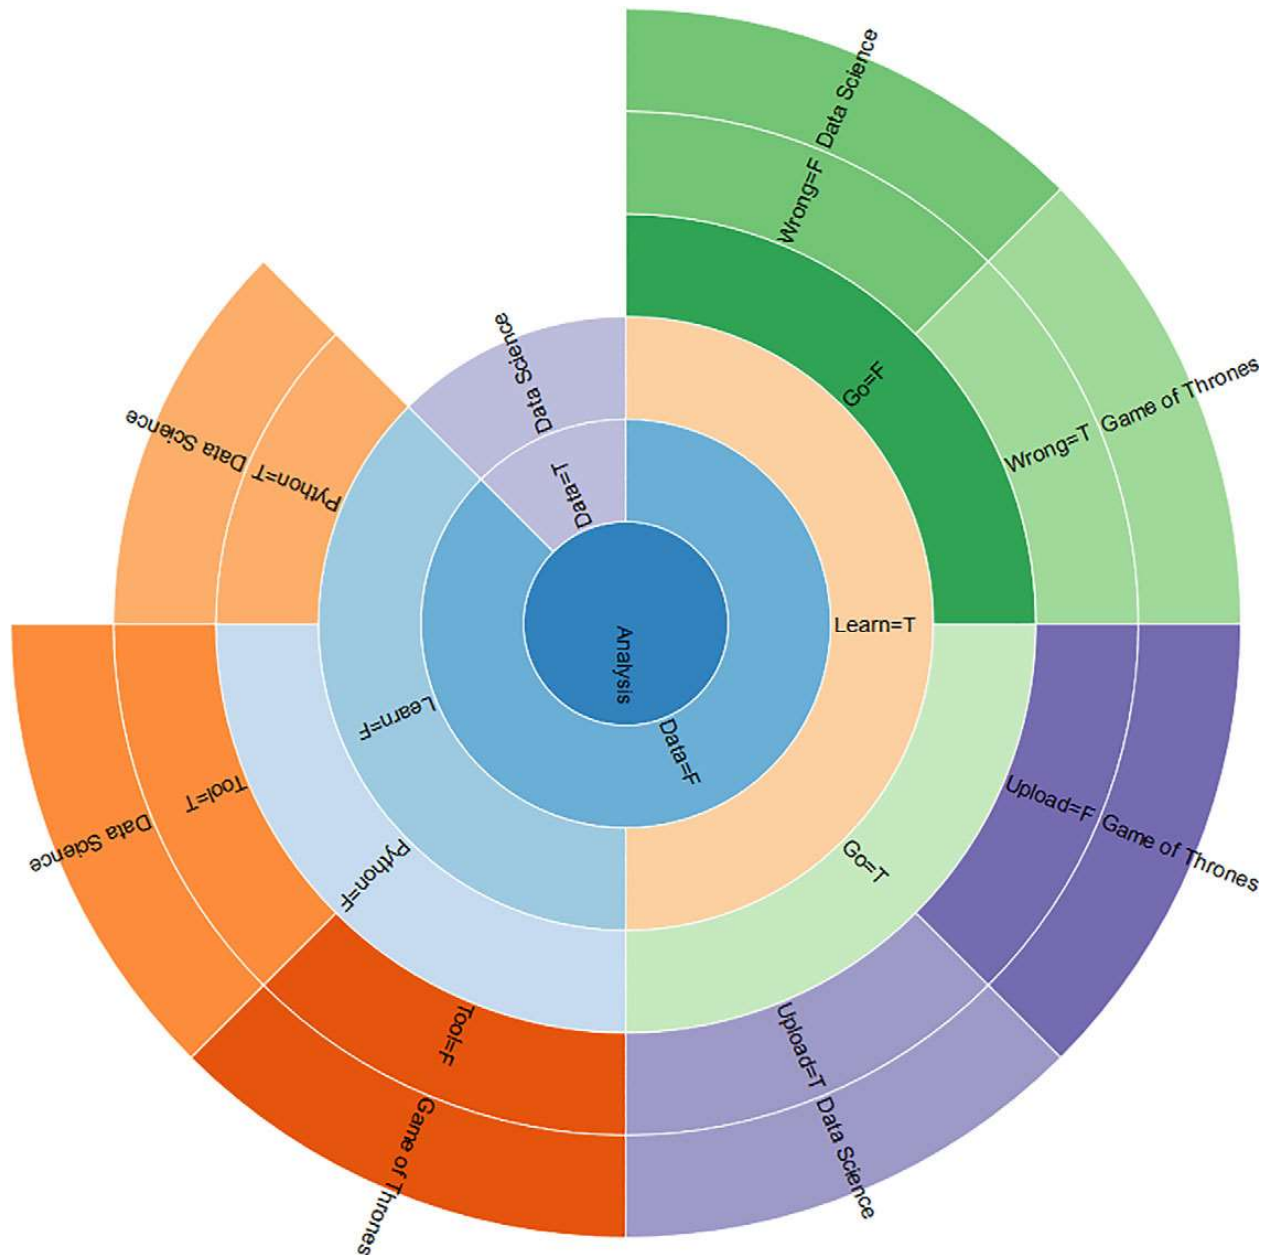 Analysis
Data=F
Data=T
Data Science
Learn=T
Learn=F
Go=F
Wrong=F
Data Science
Wrong=T
Game of Thrones
Go=T
Upload=F
Game of Thrones
Upload=T
Data Science
Python=F
Tool=F
Game of Thrones
Tool=T
Data Science
Python=T
Data Science